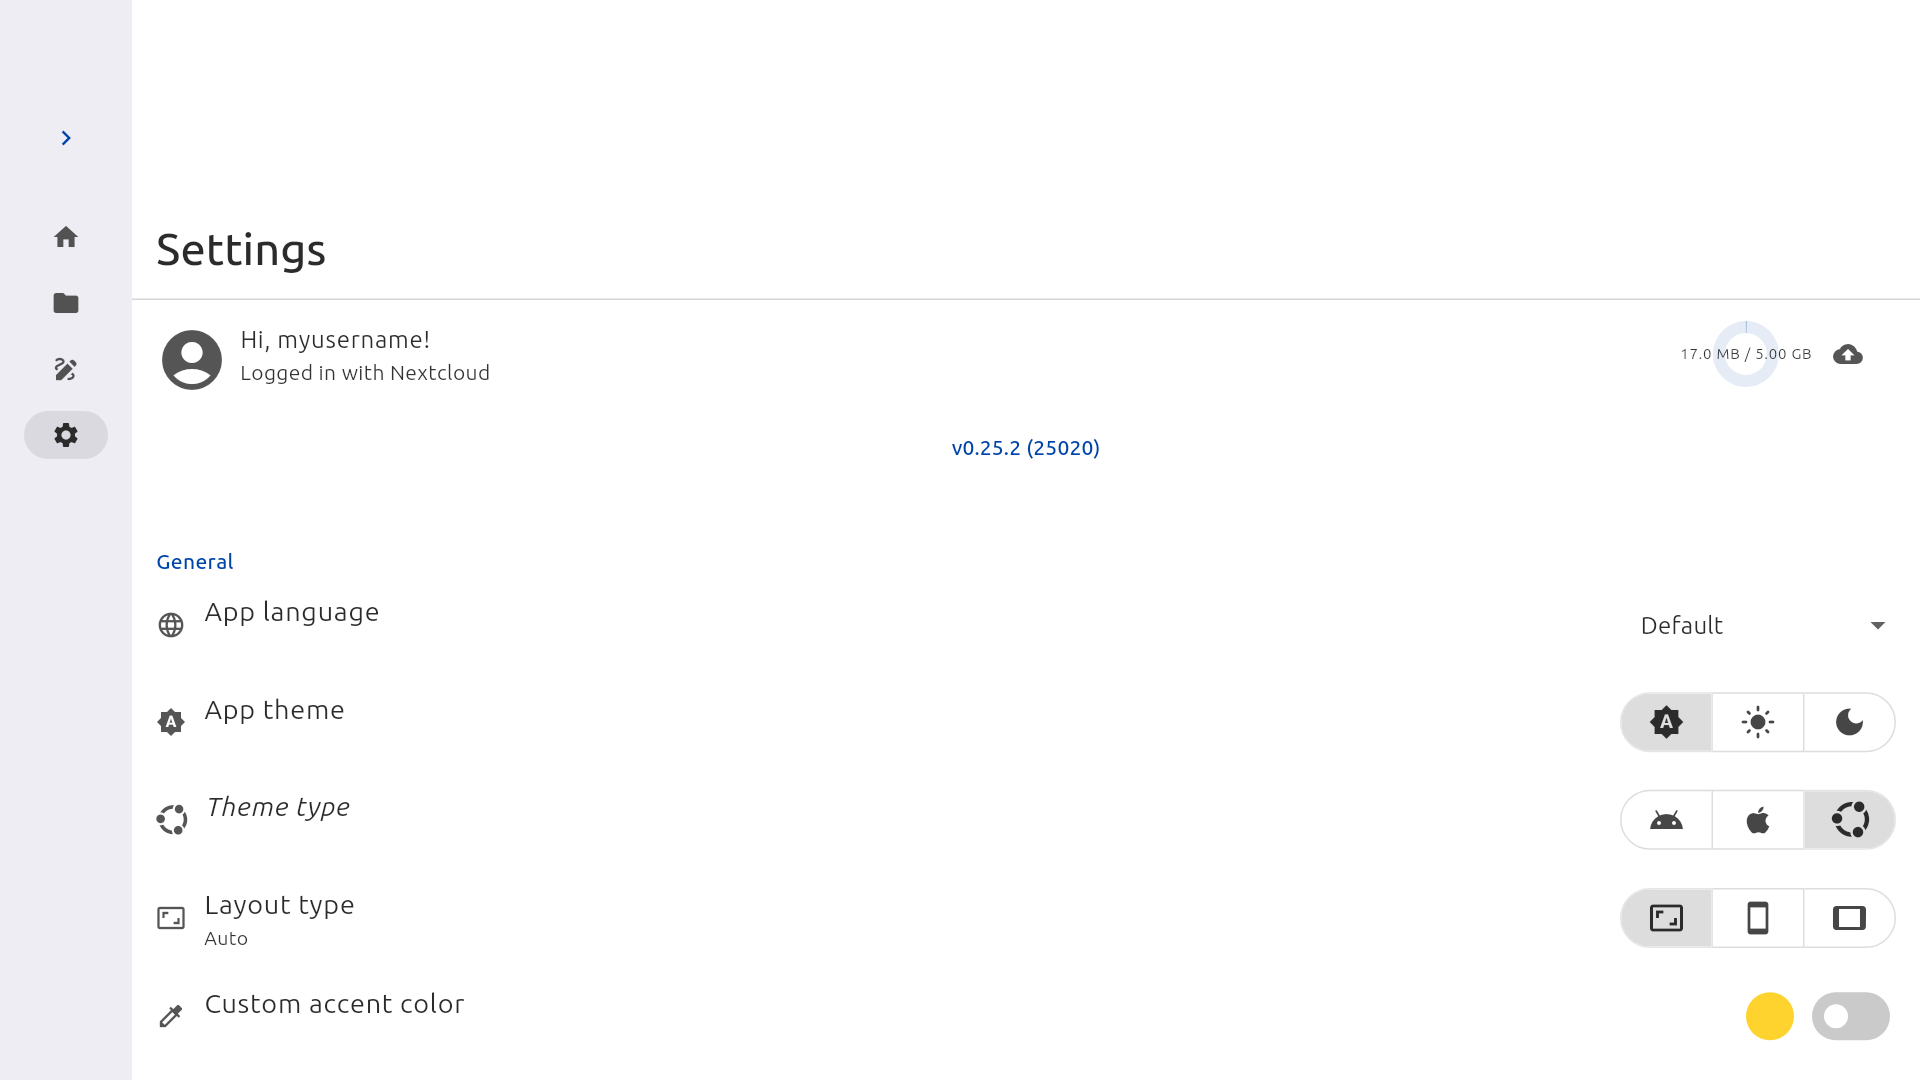 Settings
Hi, myusername!
Logged in with Nextcloud
17.0 MB / 5.00 GB
v0.25.2 (25020)
General
App language
Default
App theme
A
A
Theme type
Layout type
Auto
Custom accent color